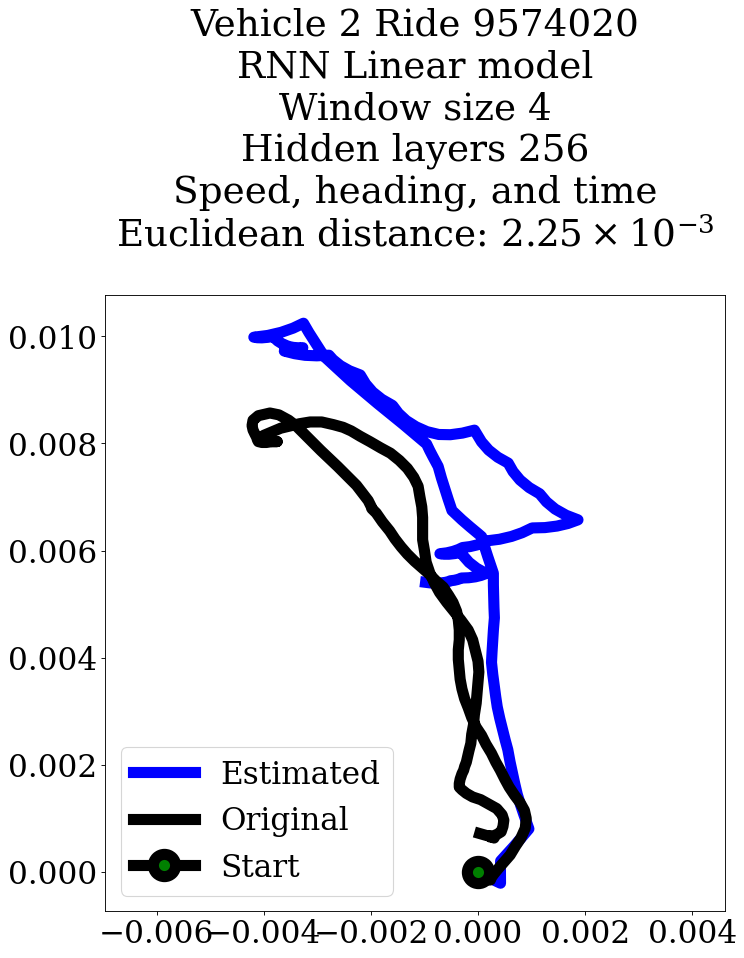 Vehicle 2 Ride 9574020
RNN Linear model
Window size 4
Hidden layers 256
Speed, heading, and time
Euclidean distance: 2.25 × 10⁻³
0.010
0.008
0.006
0.004
0.002
0.000
Estimated
Original
Start
−0.006 −0.004 −0.002 0.000 0.002 0.004